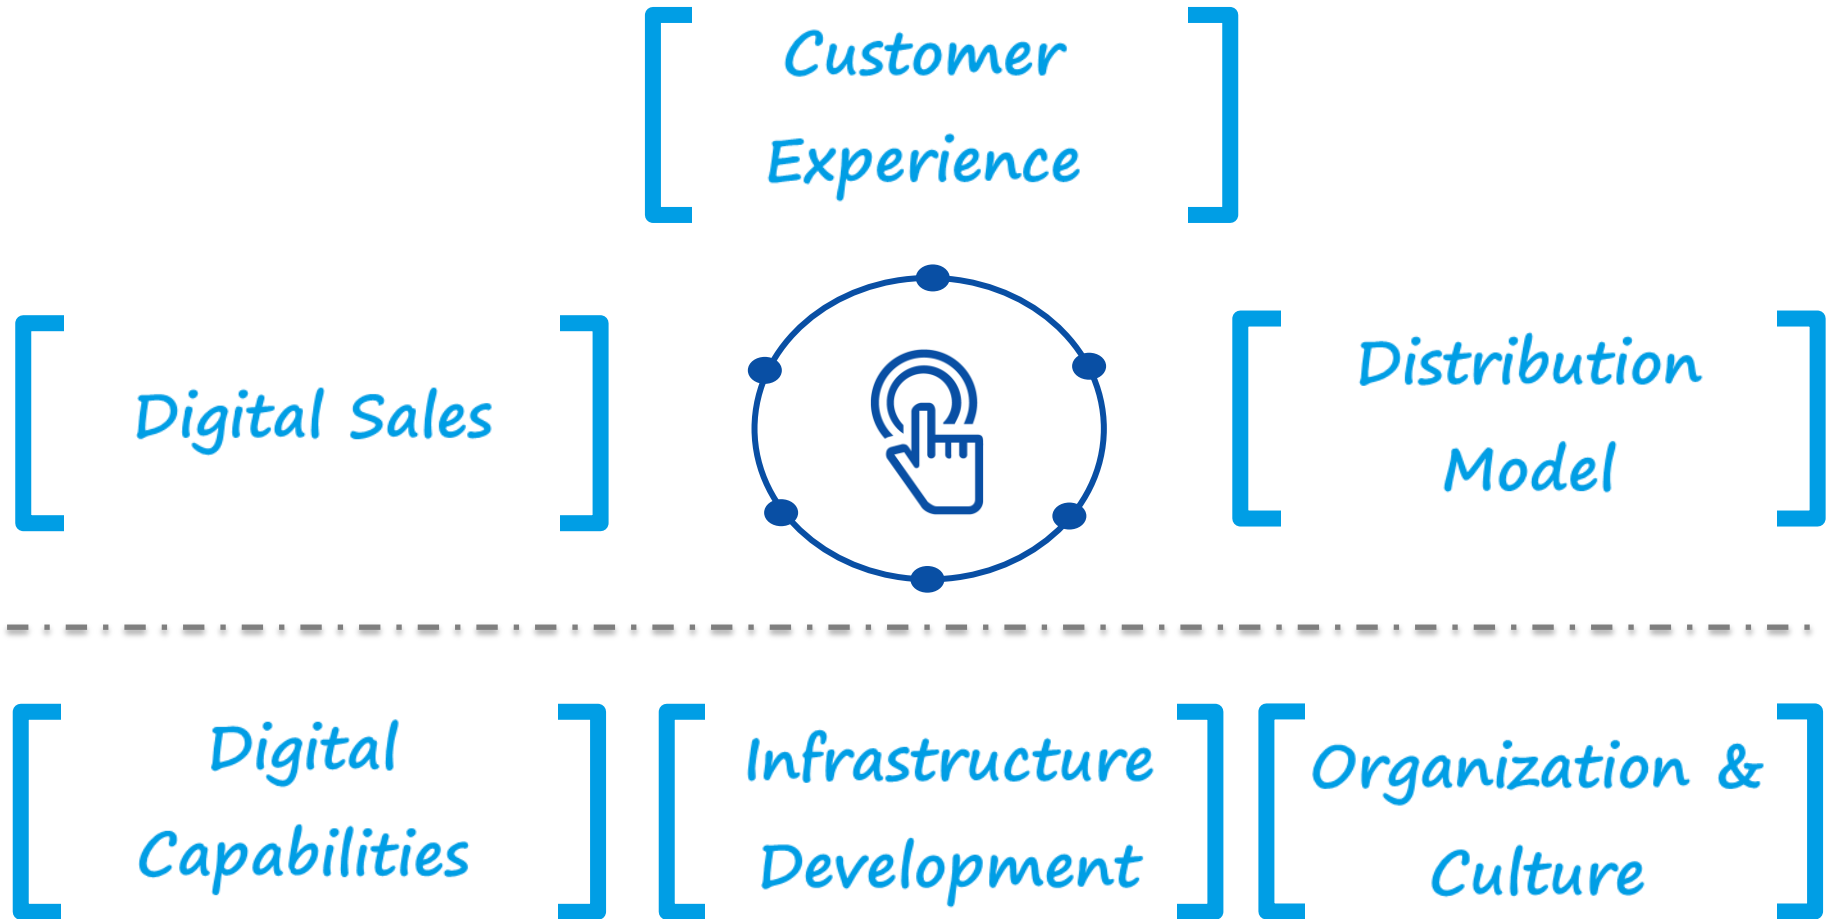 Customer
Experience
Digital Sales
Distribution
Model
Digital
Capabilities
Infrastructure
Development
Organization &
Culture